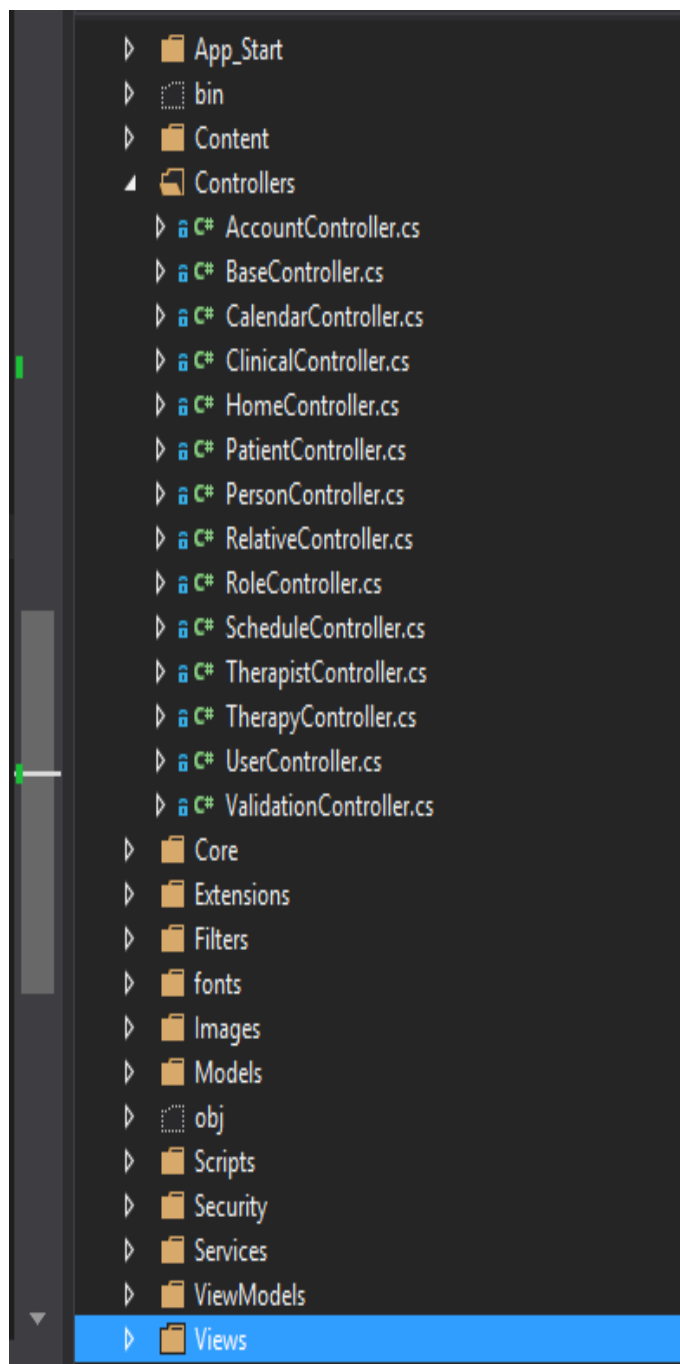 App_Start
bin
Content
Controllers
C# AccountController.cs
C# BaseController.cs
C# CalendarController.cs
C# ClinicalController.cs
C# HomeController.cs
C# PatientController.cs
C# PersonController.cs
C# RelativeController.cs
C# RoleController.cs
C# ScheduleController.cs
C# TherapistController.cs
C# TherapyController.cs
C# UserController.cs
C# ValidationController.cs
Core
Extensions
Filters
fonts
Images
Models
obj
Scripts
Security
Services
ViewModels
Views